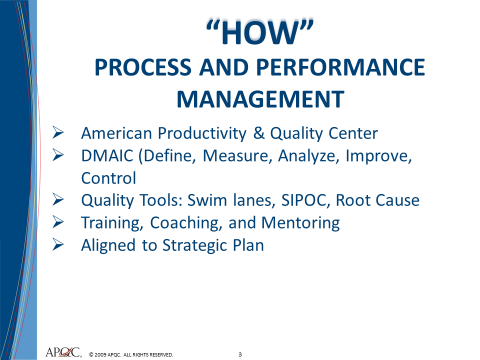 “HOW”
PROCESS AND PERFORMANCE
MANAGEMENT
➢ American Productivity & Quality Center
➢ DMAIC (Define, Measure, Analyze, Improve,
Control
➢ Quality Tools: Swim lanes, SIPOC, Root Cause
➢ Training, Coaching, and Mentoring
➢ Aligned to Strategic Plan
APQC® © 2009 APQC. ALL RIGHTS RESERVED. 3